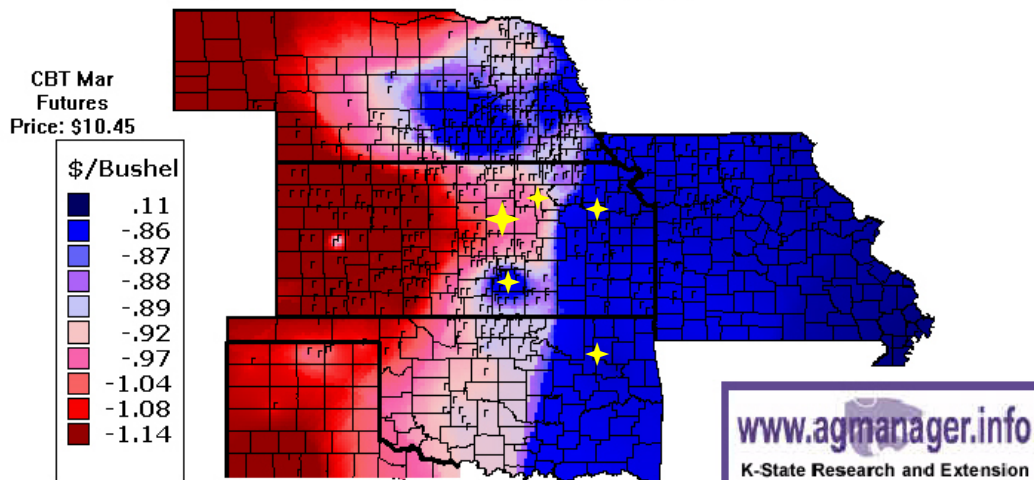 CBT Mar
Futures
Price: $10.45
$/Bushel
.11
-.86
-.87
-.88
-.89
-.92
-.97
-1.04
-1.08
-1.14
www.agmanager.info
K-State Research and Extension